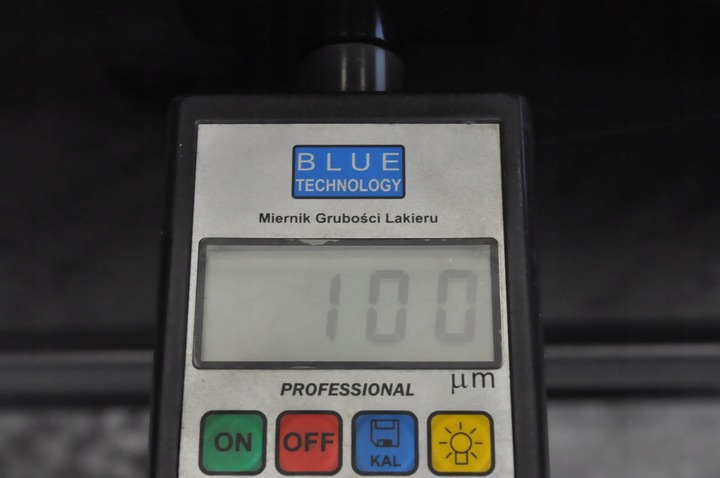 BLUE
TECHNOLOGY
Miernik Grubości Lakieru
100
PROFESSIONAL
µm
ON
OFF
KAL